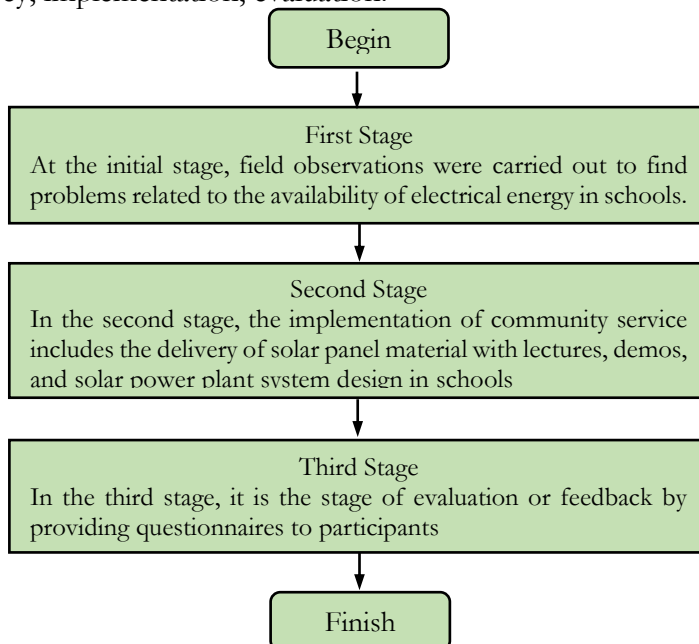 implementation, evaluation.
Begin
First Stage
At the initial stage, field observations were carried out to find
problems related to the availability of electrical energy in schools.
Second Stage
In the second stage, the implementation of community service
includes the delivery of solar panel material with lectures, demos,
and solar power plant system design in schools
Third Stage
In the third stage, it is the stage of evaluation or feedback by
providing questionnaires to participants
Finish